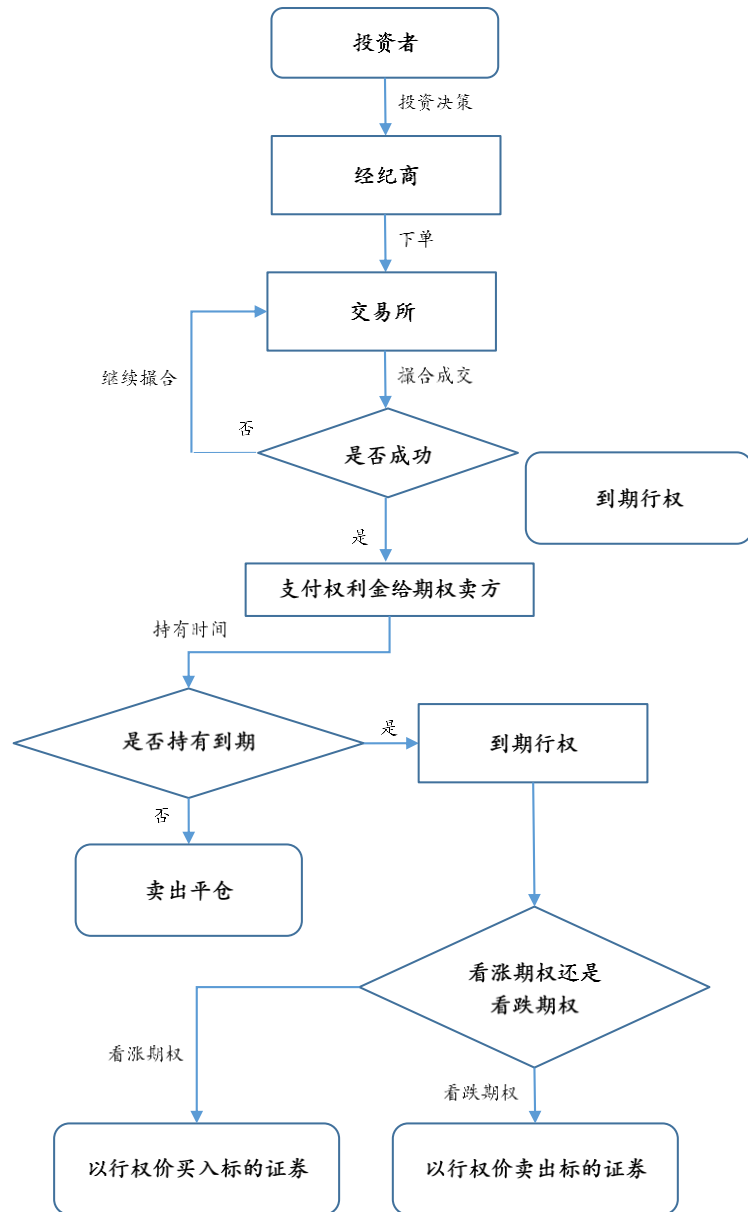 投资者
投资决策
经纪商
下单
交易所
继续撮合
撮合成交
否
是否成功
到期行权
是
支付权利金给期权卖方
持有时间
是否持有到期
是
到期行权
否
卖出平仓
看涨期权还是
看跌期权
看涨期权
看跌期权
以行权价买入标的证券
以行权价卖出标的证券